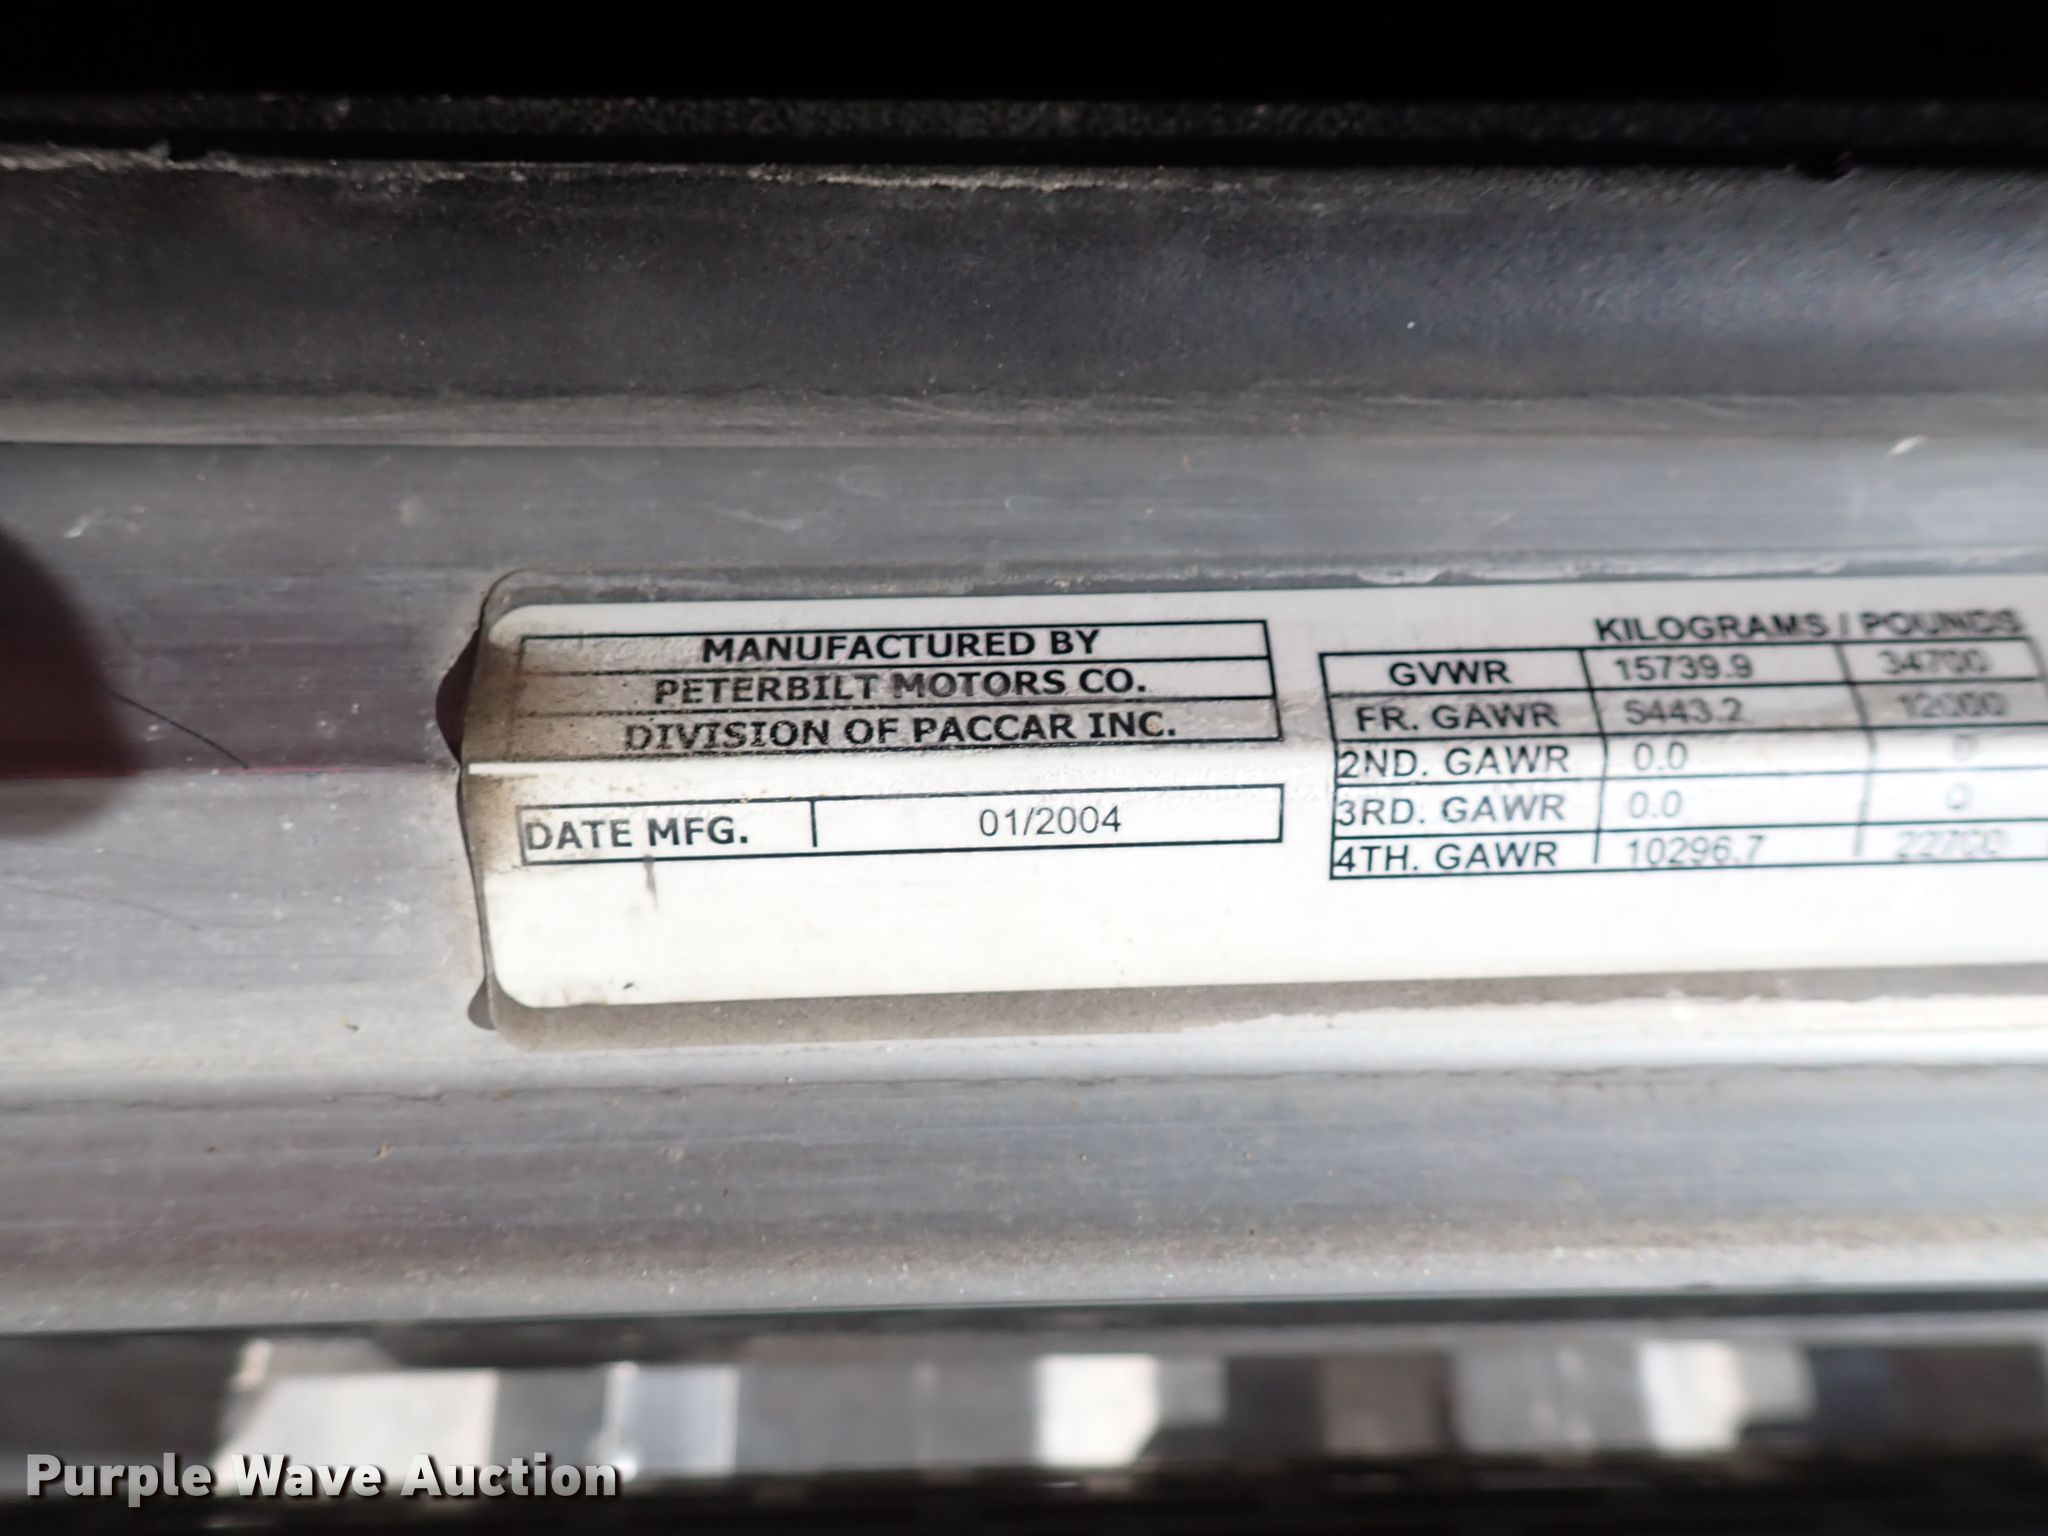 MANUFACTURED BY
PETERBILT MOTORS CO.
DIVISION OF PACCAR INC.
DATE MFG. 01/2004
KILOGRAMS / POUNDS
GVWR 15739.9 34700
FR. GAWR 5443.2 12000
2ND. GAWR 0.0 0
3RD. GAWR 0.0 0
4TH. GAWR 10296.7 22700
Purple Wave Auction